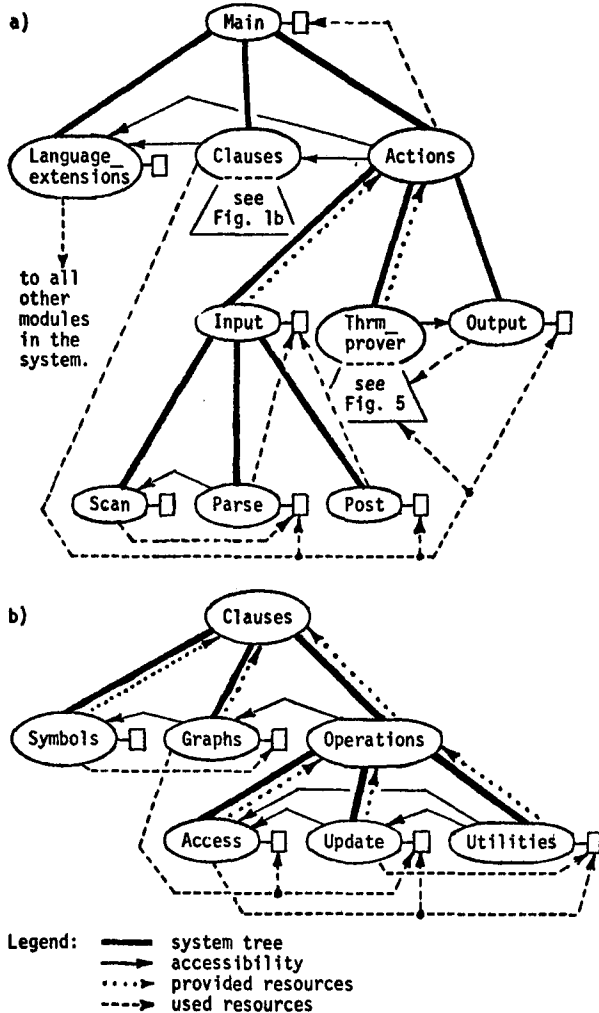 a)
Main
Language_
extensions
Clauses
Actions
see
Fig. 1b
to all
other
modules
in the
system.
Input
Thrm_
prover
Output
see
Fig. 5
Scan
Parse
Post
b)
Clauses
Symbols
Graphs
Operations
Access
Update
Utilities
Legend:
system tree
accessibility
provided resources
used resources